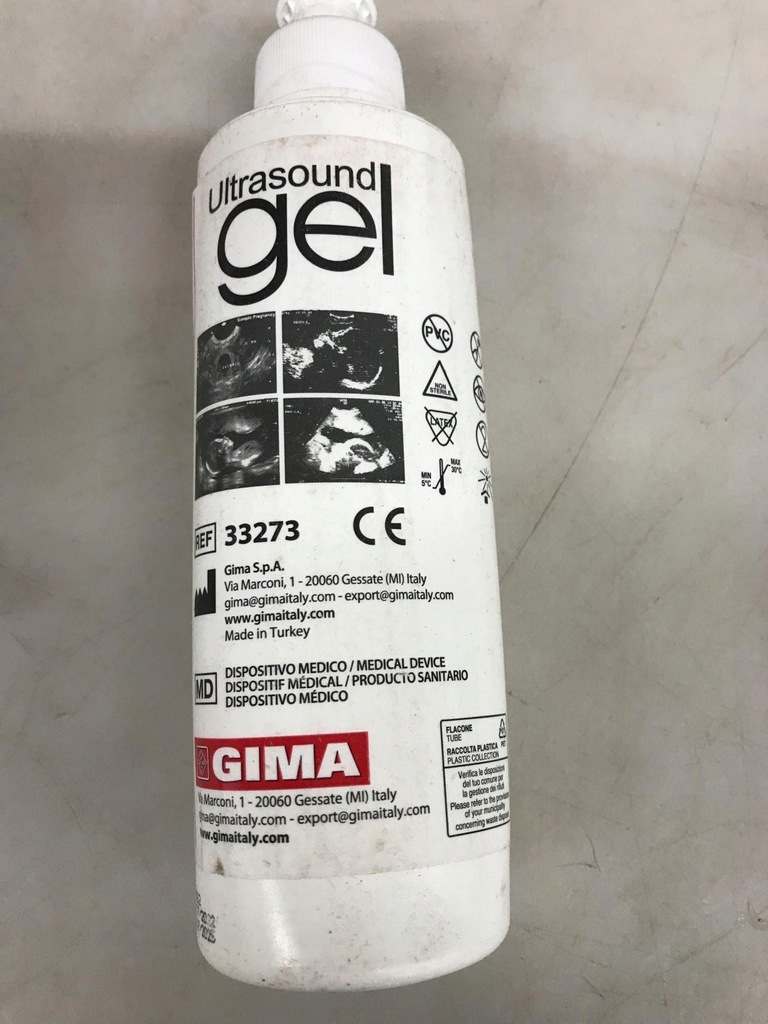 Ultrasound
gel
Ectopic Pregnancy
PVC
NON
STERILE
LATEX
MIN
5°C
MAX
30°C
REF 33273 CE
Gima S.p.A.
Via Marconi, 1 - 20060 Gessate (MI) Italy
gima@gimaitaly.com - export@gimaitaly.com
www.gimaitaly.com
Made in Turkey
MD
DISPOSITIVO MEDICO / MEDICAL DEVICE
DISPOSITIF MÉDICAL / PRODUCTO SANITARIO
DISPOSITIVO MÉDICO
GIMA
Via Marconi, 1 - 20060 Gessate (MI) Italy
gima@gimaitaly.com - export@gimaitaly.com
www.gimaitaly.com
FLACONE
TUBE
RACCOLTA PLASTICA
PLASTIC COLLECTION
Verifica le disposizioni
del tuo comune per
la gestione dei rifiuti
Please refer to the provisions
of your municipality
concerning waste disposal
2022
2025